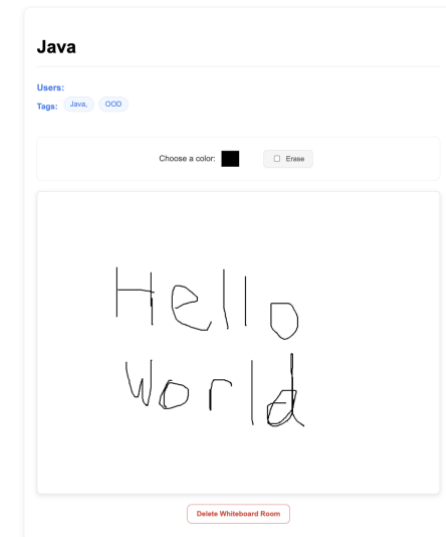 Java
Users:
Tags: Java, OOD
Choose a color: Erase
Hello
World
Delete Whiteboard Room